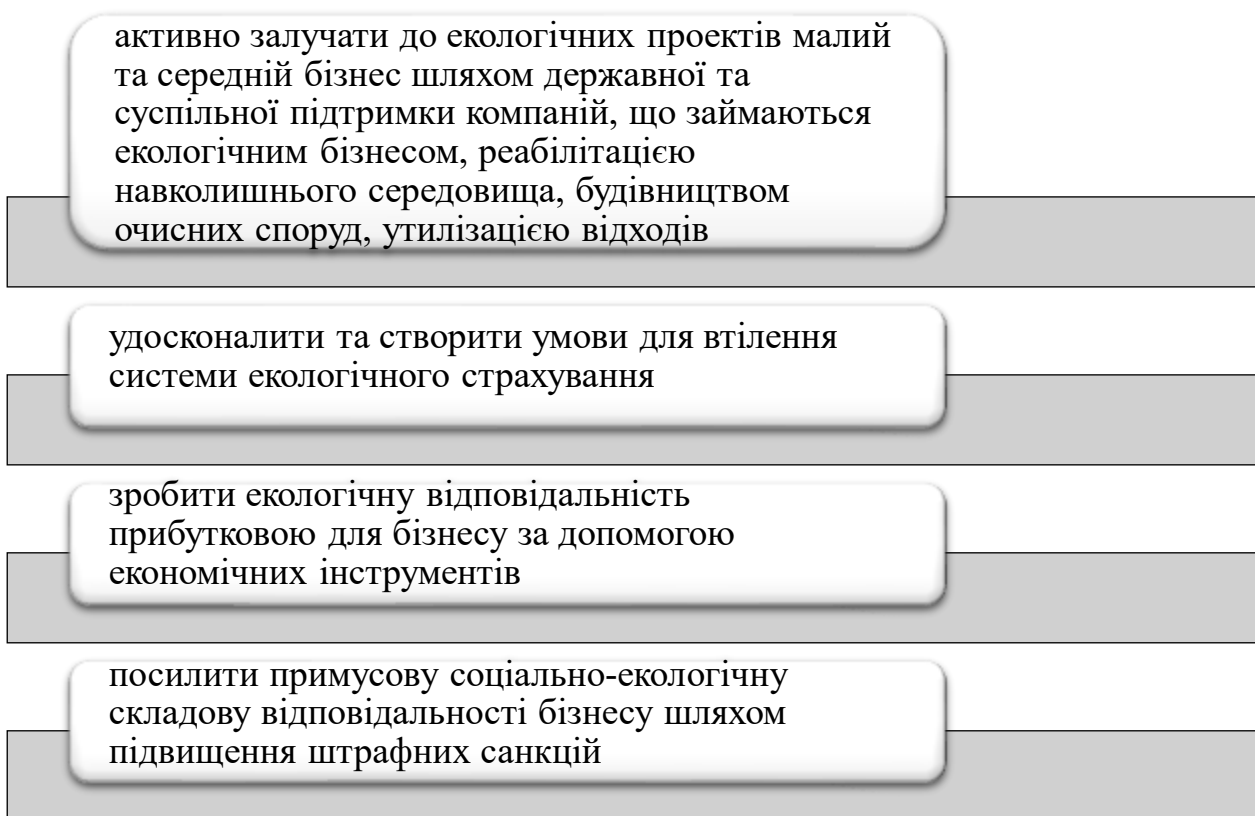 активно залучати до екологічних проектів малий
та середній бізнес шляхом державної та
суспільної підтримки компаній, що займаються
екологічним бізнесом, реабілітацією
навколишнього середовища, будівництвом
очисних споруд, утилізацією відходів
удосконалити та створити умови для втілення
системи екологічного страхування
зробити екологічну відповідальність
прибутковою для бізнесу за допомогою
економічних інструментів
посилити примусову соціально-екологічну
складову відповідальності бізнесу шляхом
підвищення штрафних санкцій